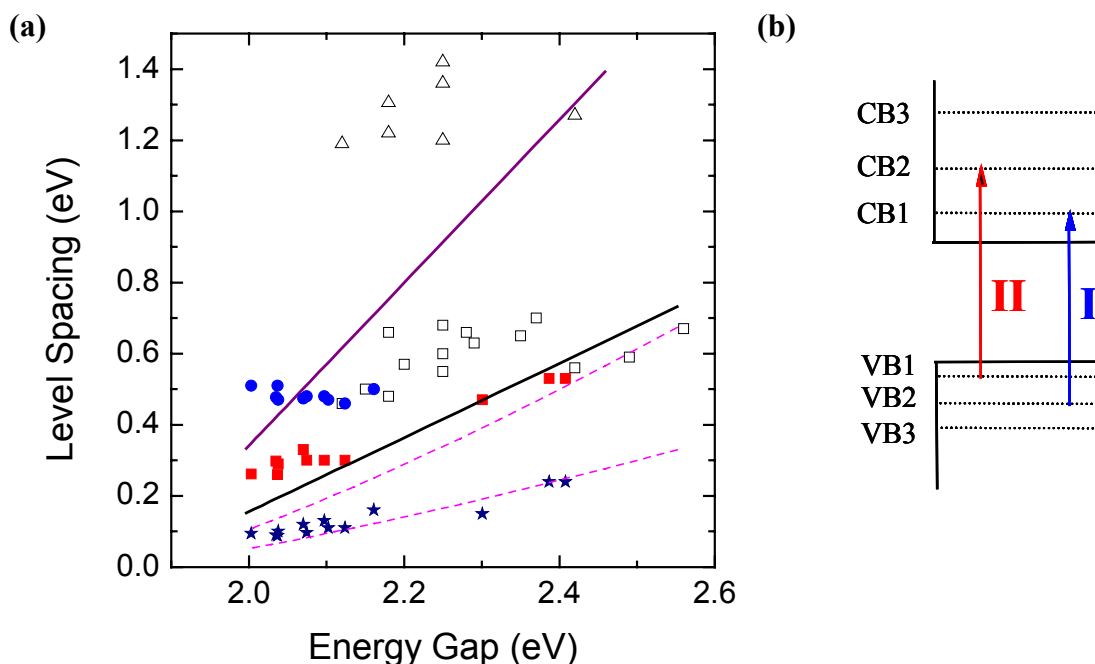 (a)
(b)
1.4
1.2
1.0
0.8
0.6
0.4
0.2
0.0
Level Spacing (eV)
2.0
2.2
2.4
2.6
Energy Gap (eV)
CB3
CB2
CB1
II
I
VB1
VB2
VB3